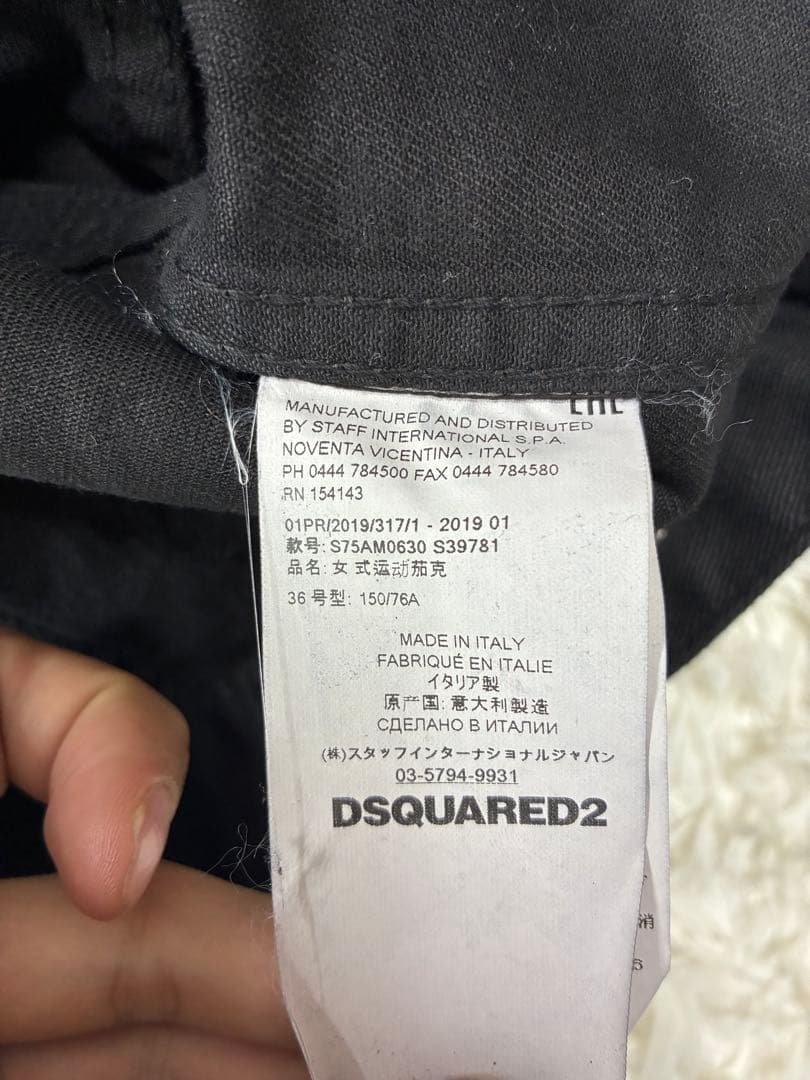 EAC
MANUFACTURED AND DISTRIBUTED
BY STAFF INTERNATIONAL S.P.A.
NOVENTA VICENTINA - ITALY
PH 0444 784500 FAX 0444 784580
RN 154143
01PR/2019/317/1 - 2019 01
款号: S75AM0630 S39781
品名: 女 式运动茄克
36 号型: 150/76A
MADE IN ITALY
FABRIQUÉ EN ITALIE
イタリア製
原产国: 意大利製造
СДЕЛАНО В ИТАЛИИ
(株)スタッフインターナショナルジャパン
03-5794-9931
DSQUARED2
消